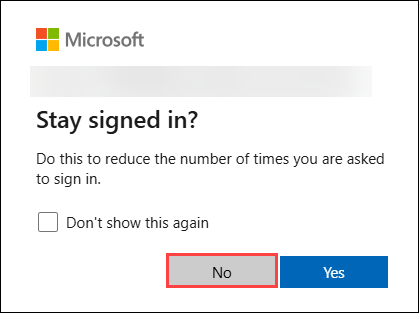 Microsoft
Stay signed in?
Do this to reduce the number of times you are asked
to sign in.
Don't show this again
No
Yes